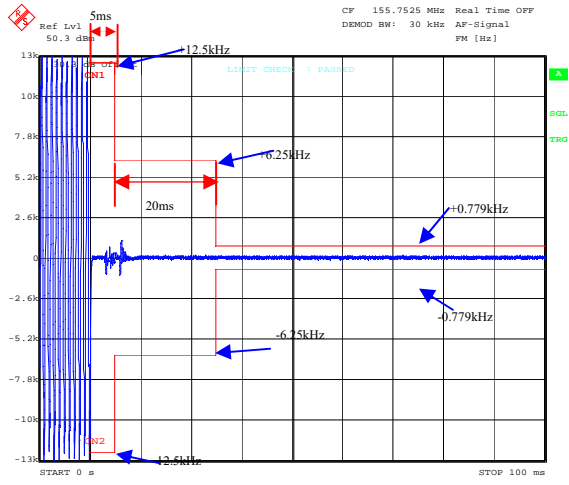 R
S
5ms
Ref Lvl
50.3 dBm
CF 155.7525 MHz Real Time OFF
DEMOD BW: 30 kHz AF-Signal
FM [Hz]
+12.5kHz
13k
LIMIT CHECK : PASSED
CN1
A
10k
SGL
7.8k
TRG
+6.25kHz
5.2k
20ms
+0.779kHz
2.6k
0
-2.6k
-0.779kHz
-5.2k
-6.25kHz
-7.8k
-10k
CN2
-13k
-12.5kHz
START 0 s
STOP 100 ms